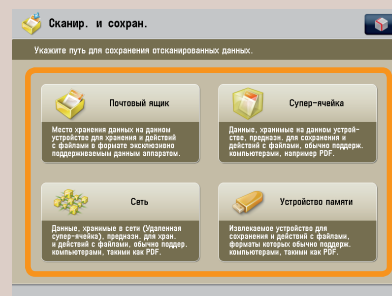 Сканир. и сохран.
Укажите путь для сохранения отсканированных данных.
Почтовый ящик
Место хранения данных на данном
устройстве для хранения и действий
с файлами в формате эксклюзивно
поддерживаемым данным аппаратом.
Супер-ячейка
Данные, хранимые на данном устрой-
стве, предназн. для сохранения и
действий с файлами, обычно поддерж.
компьютерами, например PDF.
Сеть
Данные, хранимые в сети (Удаленная
супер-ячейка), предназн. для хран.
и действий с файлами, обычно поддер.
компьютерами, такими как PDF.
Устройство памяти
Извлекаемое устройство для
сохранения и действий с файлами,
форматы которых обычно поддерж.
компьютерами, такими как PDF.